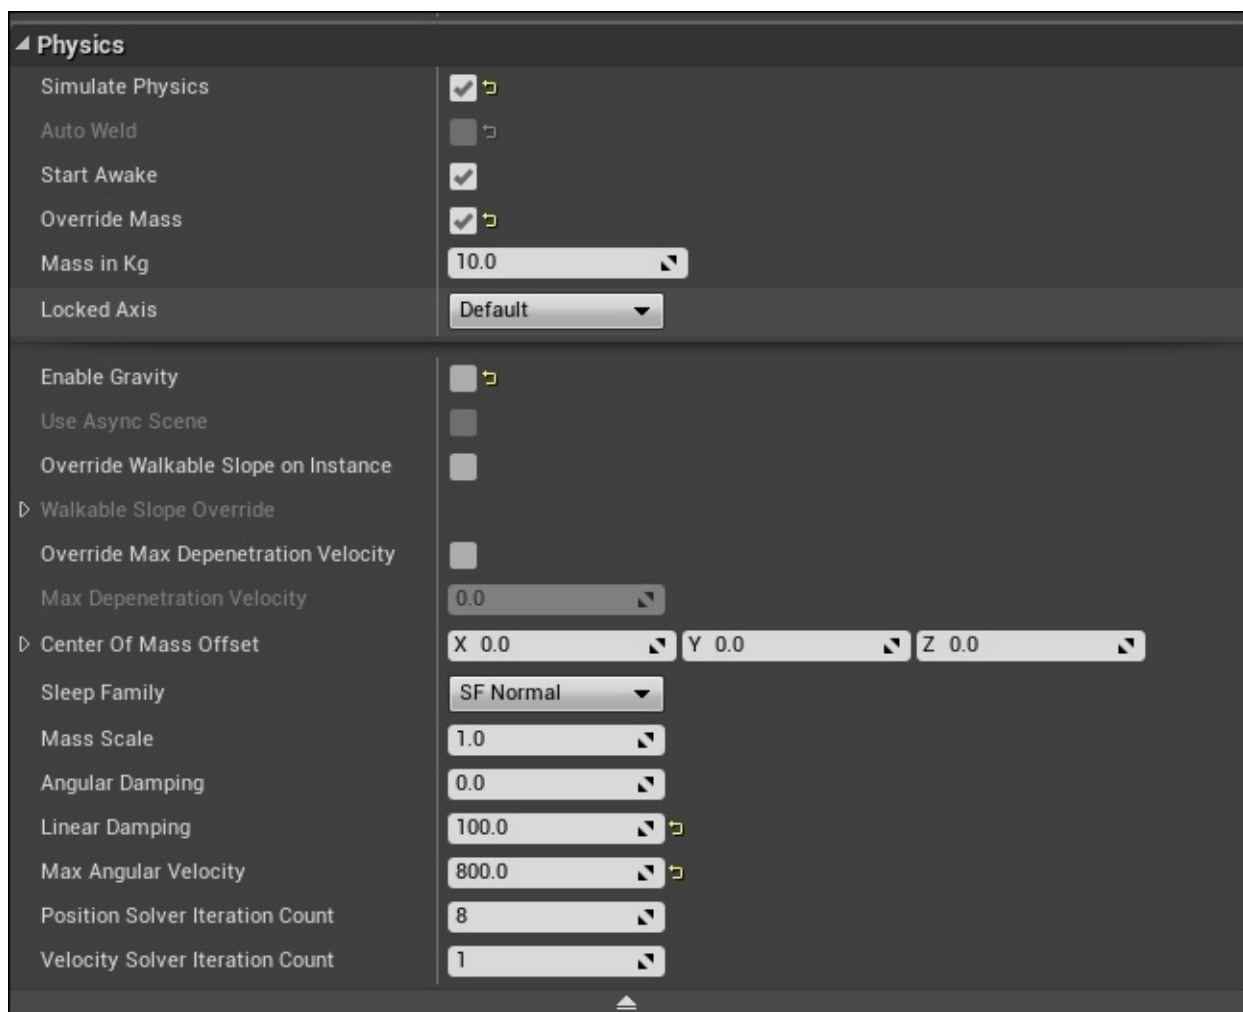 Physics
Simulate Physics
Auto Weld
Start Awake
Override Mass
Mass in Kg 10.0
Locked Axis Default
Enable Gravity
Use Async Scene
Override Walkable Slope on Instance
Walkable Slope Override
Override Max Depenetration Velocity
Max Depenetration Velocity 0.0
Center Of Mass Offset X 0.0 Y 0.0 Z 0.0
Sleep Family SF Normal
Mass Scale 1.0
Angular Damping 0.0
Linear Damping 100.0
Max Angular Velocity 800.0
Position Solver Iteration Count 8
Velocity Solver Iteration Count 1